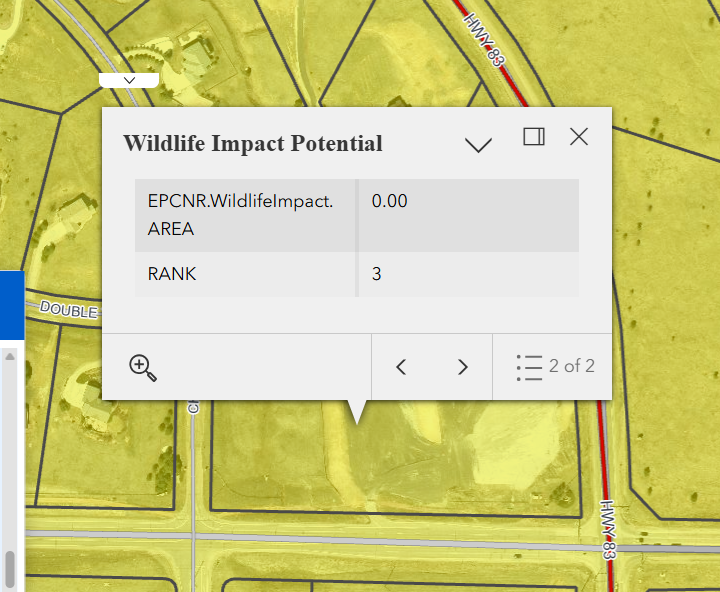 HWY 83
Wildlife Impact Potential
EPCNR.WildlifeImpact.
AREA
0.00
RANK
3
DOUBLE
2 of 2
HWY 83